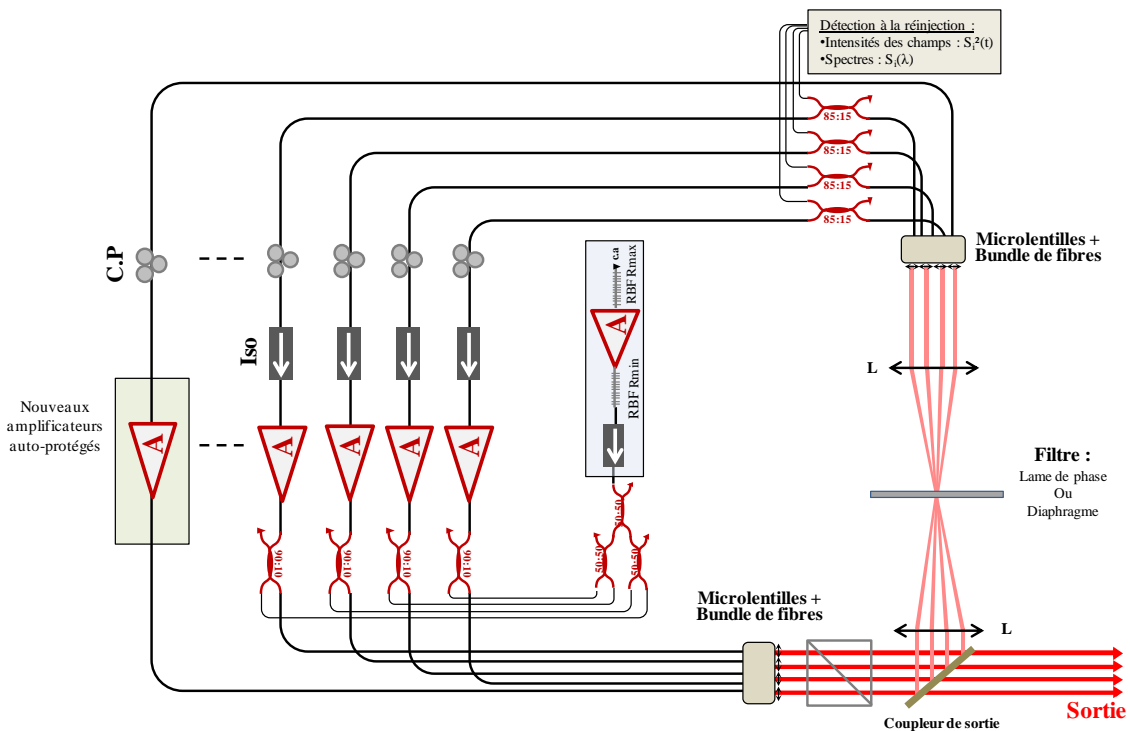 Détection à la réinjection :
•Intensités des champs : Si²(t)
•Spectres : Si(λ)
85:15
85:15
85:15
85:15
C.P
Microlentilles +
Bundle de fibres
c.a
RBF Rmax
A
RBF Rmin
Iso
L
Nouveaux
amplificateurs
auto-protégés
A
A
A
A
A
Filtre :
Lame de phase
Ou
Diaphragme
50:50
50:50
50:50
90:10
90:10
90:10
90:10
Microlentilles +
Bundle de fibres
L
Sortie
Coupleur de sortie